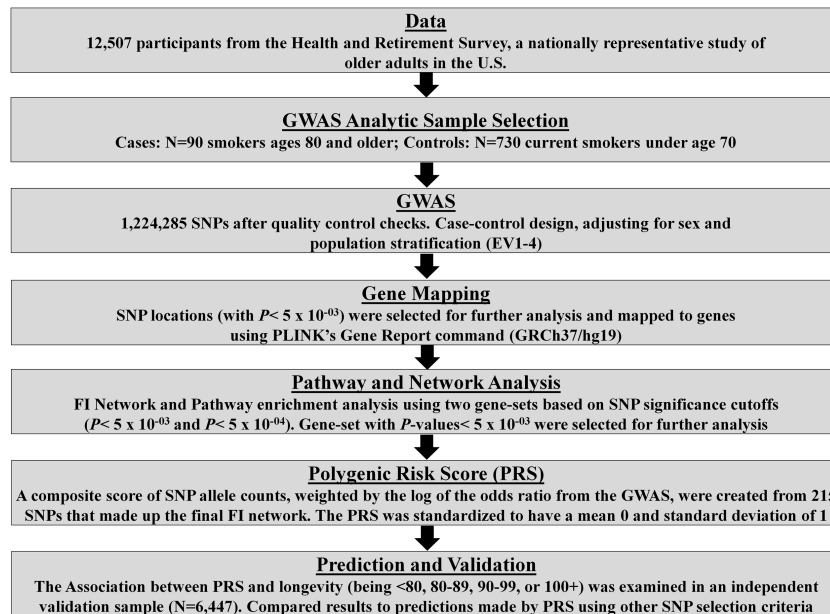 Data
12,507 participants from the Health and Retirement Survey, a nationally representative study of
older adults in the U.S.
GWAS Analytic Sample Selection
Cases: N=90 smokers ages 80 and older; Controls: N=730 current smokers under age 70
GWAS
1,224,285 SNPs after quality control checks. Case-control design, adjusting for sex and
population stratification (EV1-4)
Gene Mapping
SNP locations (with P< 5 x 10⁻⁰³) were selected for further analysis and mapped to genes
using PLINK's Gene Report command (GRCh37/hg19)
Pathway and Network Analysis
FI Network and Pathway enrichment analysis using two gene-sets based on SNP significance cutoffs
(P< 5 x 10⁻⁰³ and P< 5 x 10⁻⁰⁴). Gene-set with P-values< 5 x 10⁻⁰³ were selected for further analysis
Polygenic Risk Score (PRS)
A composite score of SNP allele counts, weighted by the log of the odds ratio from the GWAS, were created from
SNPs that made up the final FI network. The PRS was standardized to have a mean 0 and standard deviation of 1
Prediction and Validation
The Association between PRS and longevity (being <80, 80-89, 90-99, or 100+) was examined in an independent
validation sample (N=6,447). Compared results to predictions made by PRS using other SNP selection criteria